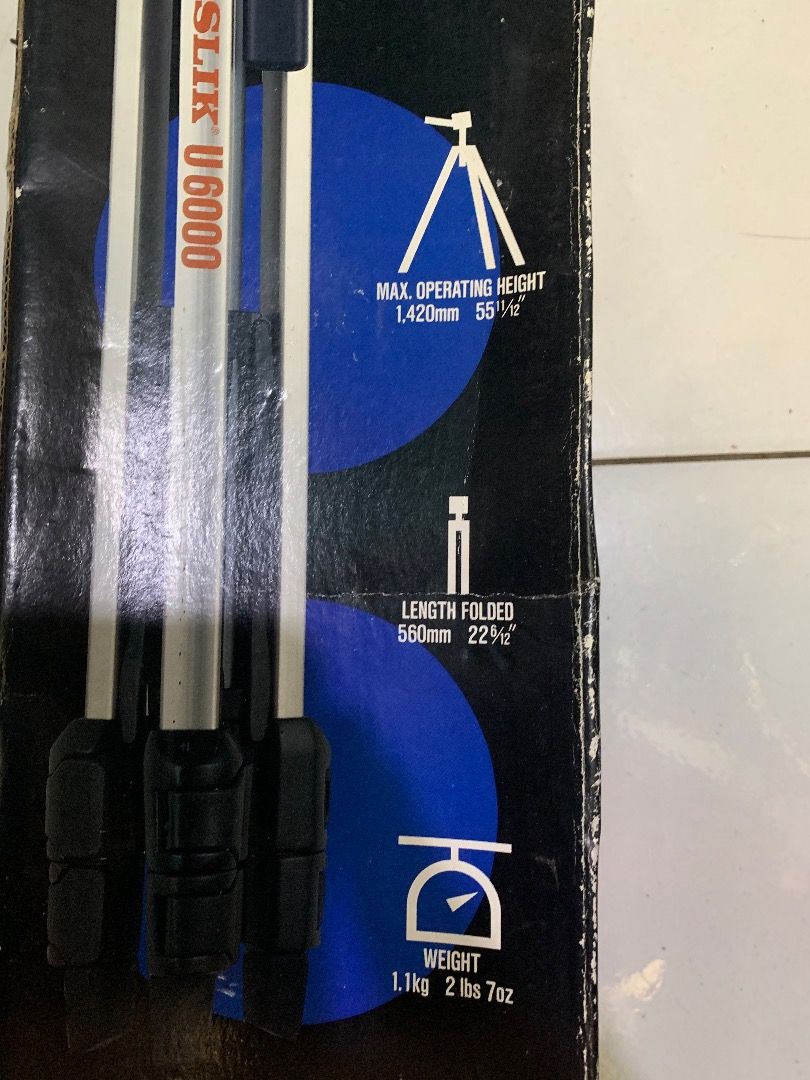 SLIK® U 6000
MAX. OPERATING HEIGHT
1,420mm 55 11/12"
LENGTH FOLDED
560mm 22 6/12"
WEIGHT
1.1kg 2 lbs 7oz